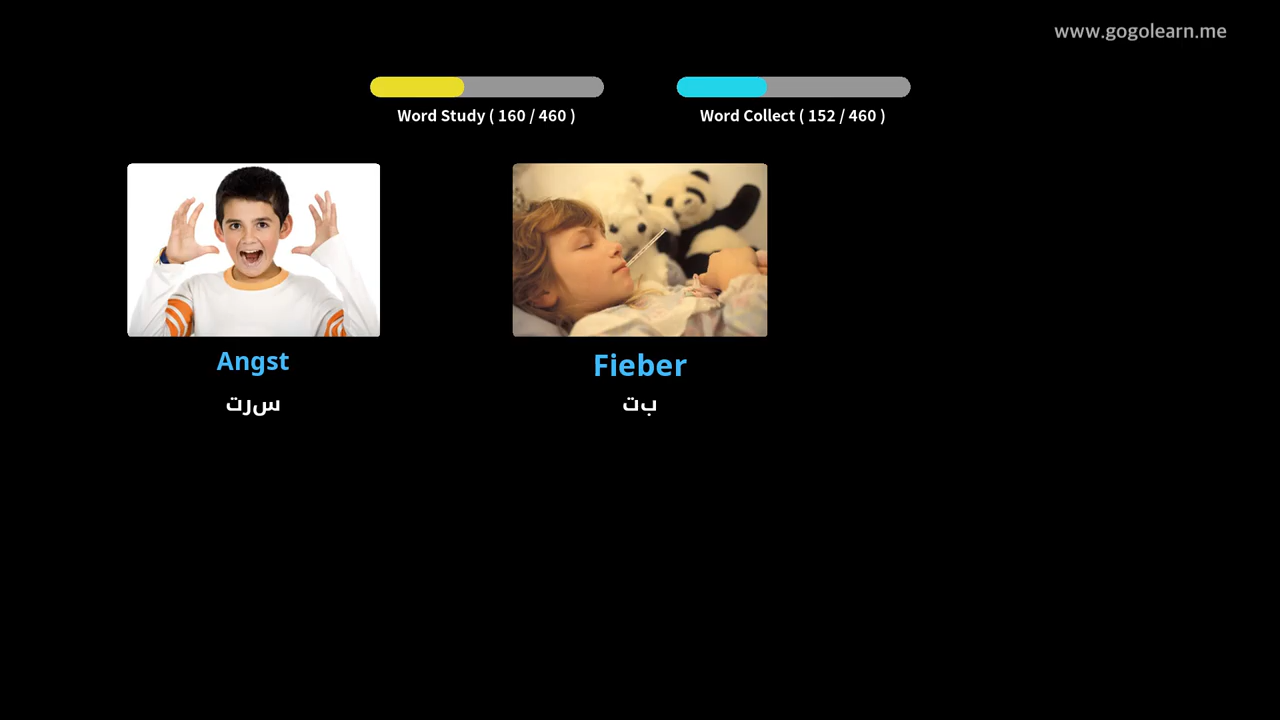 www.gogolearn.me
Word Study ( 160 / 460 )
Word Collect ( 152 / 460 )
Angst
سرت
Fieber
بت